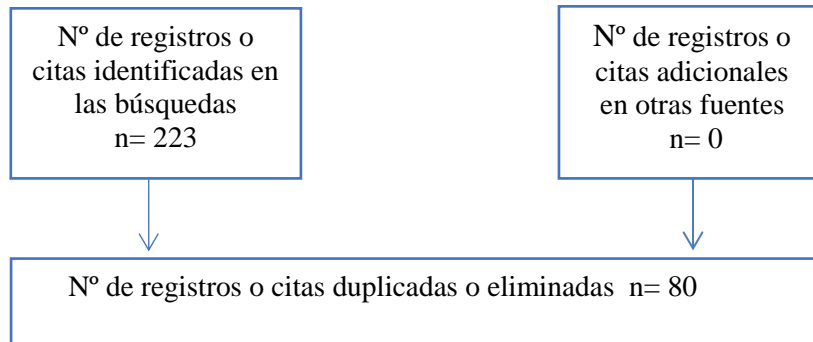 Nº de registros o
citas identificadas en
las búsquedas
n= 223
Nº de registros o
citas adicionales
en otras fuentes
n= 0
Nº de registros o citas duplicadas o eliminadas  n= 80